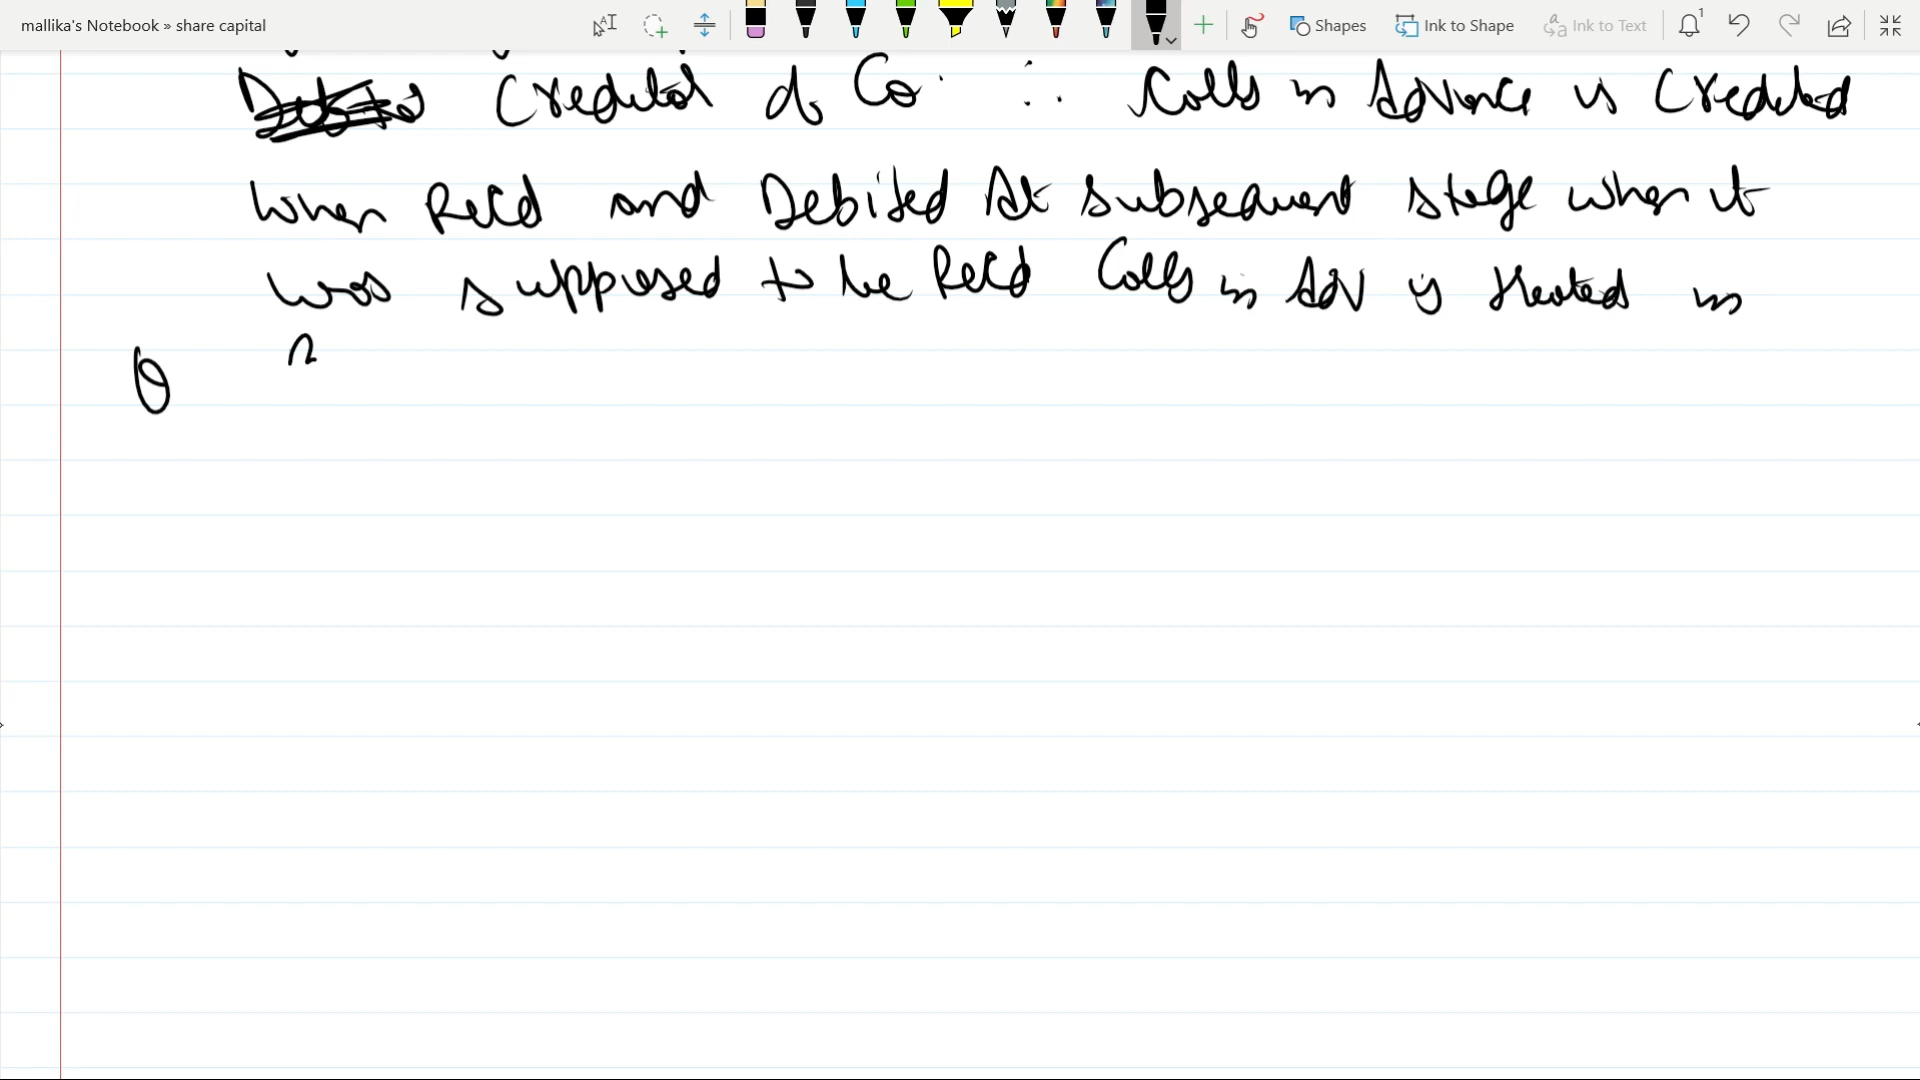 mallika's Notebook » share capital
Shapes Ink to Shape Ink to Text 1
Creditor of Co. ∴ Calls in Advance is Credited
when Recd and Debited At subsequent stage when it
was supposed to be Recd Calls in Adv is treated in
Q